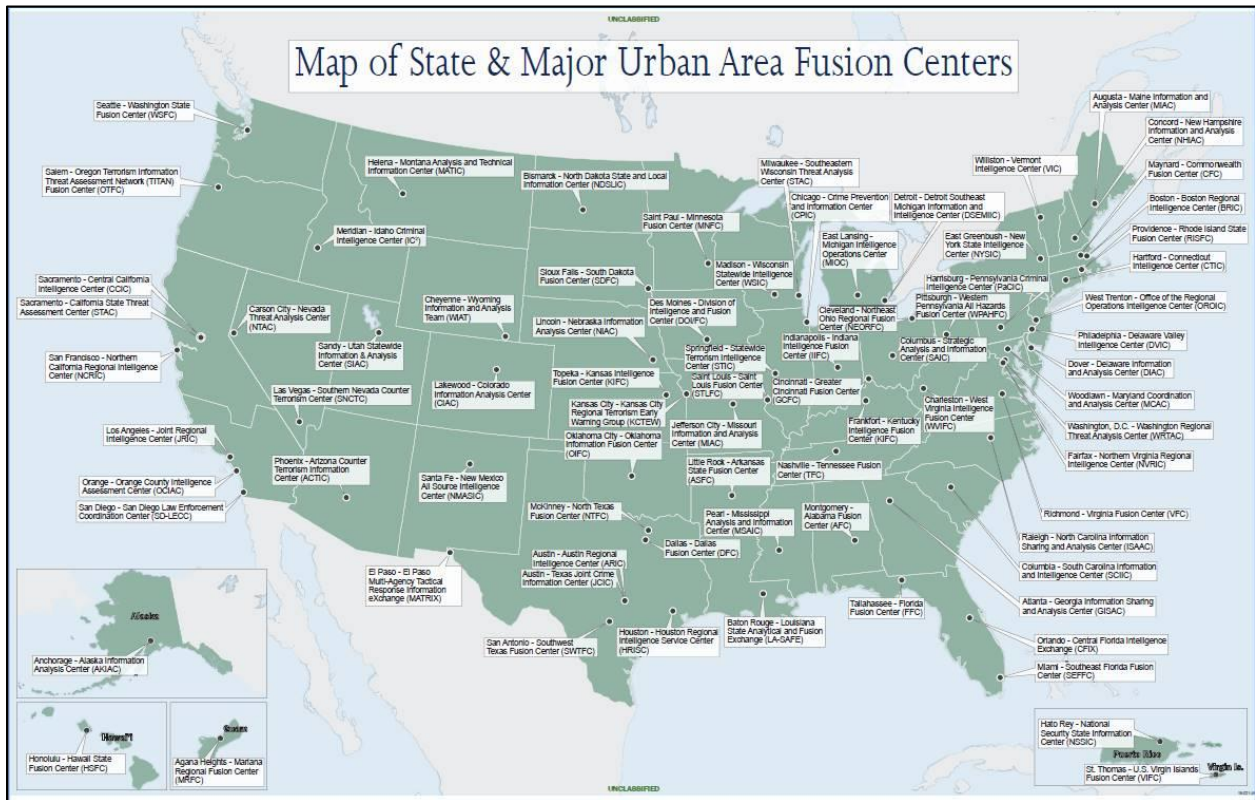 UNCLASSIFIED
Map of State & Major Urban Area Fusion Centers
Seattle - Washington State
Fusion Center (WSFC)
Salem - Oregon Terrorism Information
Threat Assessment Network (TITAN)
Fusion Center (OTFC)
Helena - Montana Analysis and Technical
Information Center (MATIC)
Meridian - Idaho Criminal
Intelligence Center (IC³)
Bismarck - North Dakota State and Local
Information Center (NDSLIC)
Saint Paul - Minnesota
Fusion Center (MNFC)
Milwaukee - Southeastern
Wisconsin Threat Analysis
Center (STAC)
Chicago - Crime Prevention
and Information Center
(CPIC)
Detroit - Detroit Southeast
Michigan Information and
Intelligence Center (DSEMIIC)
East Lansing -
Michigan Intelligence
Operations Center
(MIOC)
Williston - Vermont
Intelligence Center (VIC)
Augusta - Maine Information and
Analysis Center (MIAC)
Concord - New Hampshire
Information and Analysis
Center (NHIAC)
Maynard - Commonwealth
Fusion Center (CFC)
Boston - Boston Regional
Intelligence Center (BRIC)
Providence - Rhode Island State
Fusion Center (RISFC)
Hartford - Connecticut
Intelligence Center (CTIC)
East Greenbush - New
York State Intelligence
Center (NYSIC)
Harrisburg - Pennsylvania Criminal
Intelligence Center (PaCIC)
Pittsburgh - Western
Pennsylvania All Hazards
Fusion Center (WPAHFC)
West Trenton - Office of the Regional
Operations Intelligence Center (OROIC)
Philadelphia - Delaware Valley
Intelligence Center (DVIC)
Dover - Delaware Information
and Analysis Center (DIAC)
Woodlawn - Maryland Coordination
and Analysis Center (MCAC)
Washington, D.C. - Washington Regional
Threat Analysis Center (WRTAC)
Fairfax - Northern Virginia Regional
Intelligence Center (NVRIC)
Richmond - Virginia Fusion Center (VFC)
Raleigh - North Carolina Information
Sharing and Analysis Center (ISAAC)
Columbia - South Carolina Information
and Intelligence Center (SCIIC)
Atlanta - Georgia Information Sharing
and Analysis Center (GISAC)
Orlando - Central Florida Intelligence
Exchange (CFIX)
Miami - Southeast Florida Fusion
Center (SEFFC)
Sacramento - Central California
Intelligence Center (CCIC)
Sacramento - California State Threat
Assessment Center (STAC)
Carson City - Nevada
Threat Analysis Center
(NTAC)
Sandy - Utah Statewide
Information & Analysis
Center (SIAC)
Cheyenne - Wyoming
Information and Analysis
Team (WIAT)
Sioux Falls - South Dakota
Fusion Center (SDFC)
Madison - Wisconsin
Statewide Intelligence
Center (WSIC)
Des Moines - Division of
Intelligence and Fusion
Center (DOI/FC)
Lincoln - Nebraska Information
Analysis Center (NIAC)
Cleveland - Northeast
Ohio Regional Fusion
Center (NEORFC)
Indianapolis - Indiana
Intelligence Fusion
Center (IIFC)
Columbus - Strategic
Analysis and Information
Center (SAIC)
Springfield - Statewide
Terrorism Intelligence
Center (STIC)
San Francisco - Northern
California Regional Intelligence
Center (NCRIC)
Las Vegas - Southern Nevada Counter
Terrorism Center (SNCTC)
Lakewood - Colorado
Information Analysis Center
(CIAC)
Topeka - Kansas Intelligence
Fusion Center (KIFC)
Saint Louis - Saint
Louis Fusion Center
(STLFC)
Cincinnati - Greater
Cincinnati Fusion Center
(GCFC)
Kansas City - Kansas City
Regional Terrorism Early
Warning Group (KCTEW)
Jefferson City - Missouri
Information and Analysis
Center (MIAC)
Frankfort - Kentucky
Intelligence Fusion
Center (KIFC)
Charleston - West
Virginia Intelligence
Fusion Center
(WVIFC)
Los Angeles - Joint Regional
Intelligence Center (JRIC)
Orange - Orange County Intelligence
Assessment Center (OCIAC)
San Diego - San Diego Law Enforcement
Coordination Center (SD-LECC)
Phoenix - Arizona Counter
Terrorism Information
Center (ACTIC)
Santa Fe - New Mexico
All Source Intelligence
Center (NMASIC)
Oklahoma City - Oklahoma
Information Fusion Center
(OIFC)
Little Rock - Arkansas
State Fusion Center
(ASFC)
Nashville - Tennessee Fusion
Center (TFC)
McKinney - North Texas
Fusion Center (NTFC)
Dallas - Dallas
Fusion Center (DFC)
Pearl - Mississippi
Analysis and Information
Center (MSAIC)
Montgomery -
Alabama Fusion
Center (AFC)
El Paso - El Paso
Multi-Agency Tactical
Response Information
eXchange (MATRIX)
Austin - Austin Regional
Intelligence Center (ARIC)
Austin - Texas Joint Crime
Information Center (JCIC)
San Antonio - Southwest
Texas Fusion Center (SWTFC)
Houston - Houston Regional
Intelligence Service Center
(HRISC)
Baton Rouge - Louisiana
State Analytical and Fusion
Exchange (LA-SAFE)
Tallahassee - Florida
Fusion Center (FFC)
Alaska
Anchorage - Alaska Information
Analysis Center (AKIAC)
Hawai'i
Honolulu - Hawaii State
Fusion Center (HSFC)
Guam
Agana Heights - Mariana
Regional Fusion Center
(MRFC)
Hato Rey - National
Security State Information
Center (NSSIC)
Puerto Rico
Virgin Is.
St. Thomas - U.S. Virgin Islands
Fusion Center (VIFC)
UNCLASSIFIED